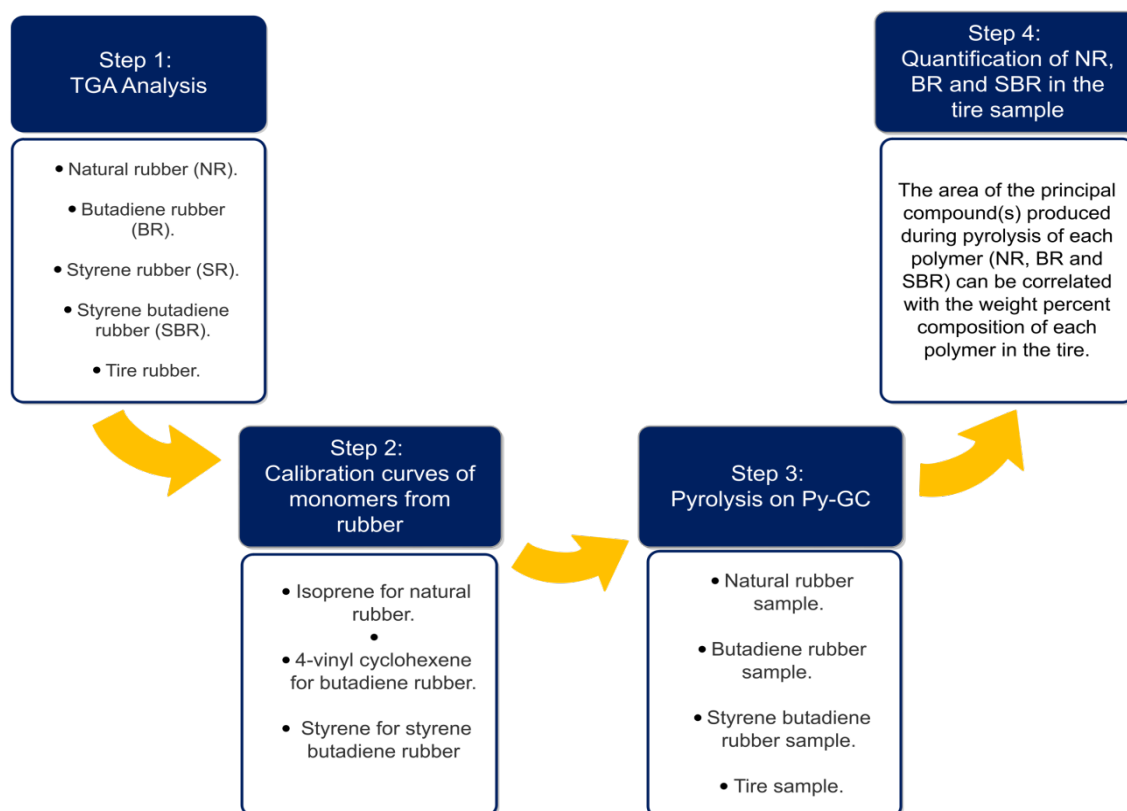 Step 1:
TGA Analysis
• Natural rubber (NR).
• Butadiene rubber
(BR).
• Styrene rubber (SR).
• Styrene butadiene
rubber (SBR).
• Tire rubber.
Step 2:
Calibration curves of
monomers from
rubber
• Isoprene for natural
rubber.
•
• 4-vinyl cyclohexene
for butadiene rubber.
• Styrene for styrene
butadiene rubber
Step 3:
Pyrolysis on Py-GC
• Natural rubber
sample.
• Butadiene rubber
sample.
• Styrene butadiene
rubber sample.
• Tire sample.
Step 4:
Quantification of NR,
BR and SBR in the
tire sample
The area of the principal
compound(s) produced
during pyrolysis of each
polymer (NR, BR and
SBR) can be correlated
with the weight percent
composition of each
polymer in the tire.